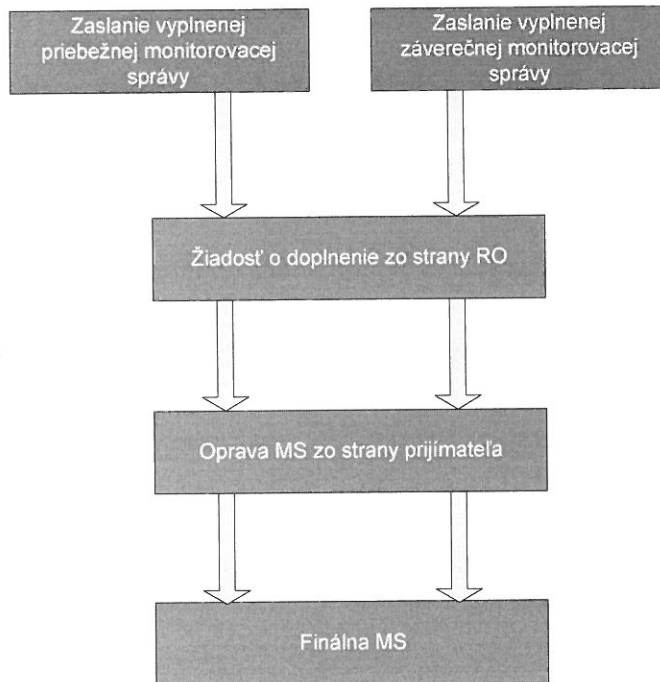 Zaslanie vyplnenej
priebežnej monitorovacej
správy
Zaslanie vyplnenej
záverečnej monitorovacej
správy
Žiadosť o doplnenie zo strany RO
Oprava MS zo strany prijímateľa
Finálna MS